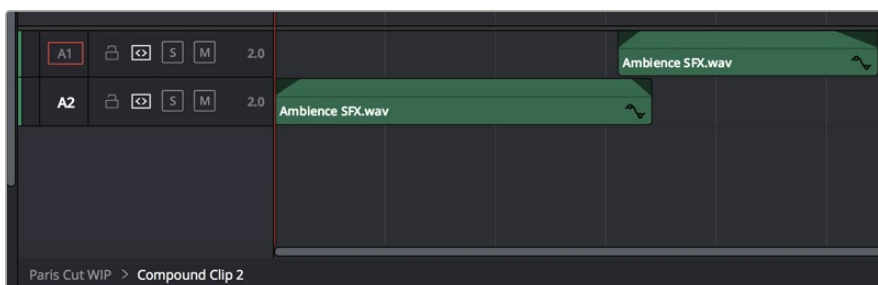 A1 S M 2.0 Ambience SFX.wav
A2 S M 2.0 Ambience SFX.wav
Paris Cut WIP > Compound Clip 2